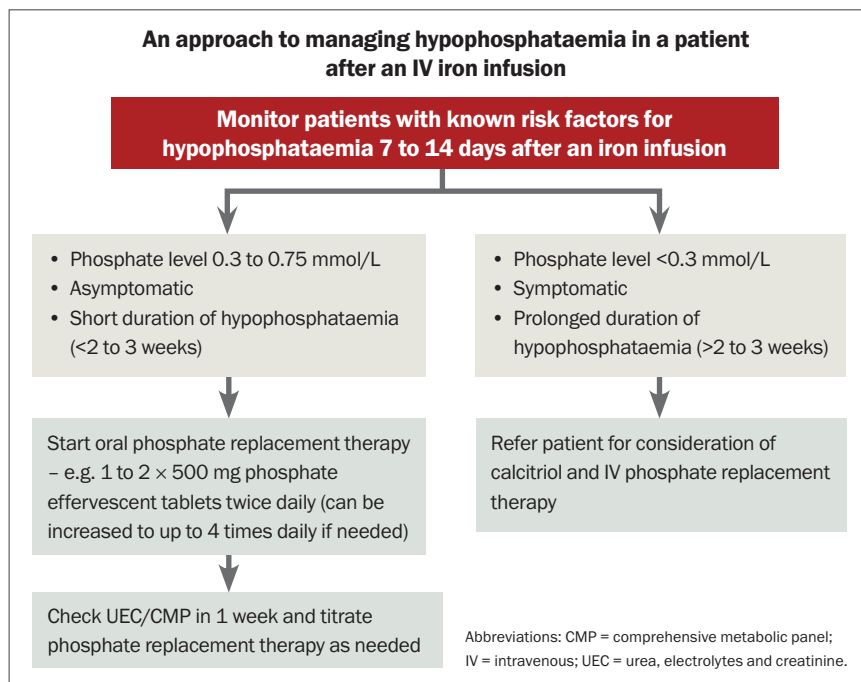 An approach to managing hypophosphataemia in a patient
after an IV iron infusion
Monitor patients with known risk factors for
hypophosphataemia 7 to 14 days after an iron infusion
• Phosphate level 0.3 to 0.75 mmol/L
• Asymptomatic
• Short duration of hypophosphataemia
(<2 to 3 weeks)
• Phosphate level <0.3 mmol/L
• Symptomatic
• Prolonged duration of
hypophosphataemia (>2 to 3 weeks)
Start oral phosphate replacement therapy
– e.g. 1 to 2 × 500 mg phosphate
effervescent tablets twice daily (can be
increased to up to 4 times daily if needed)
Refer patient for consideration of
calcitriol and IV phosphate replacement
therapy
Check UEC/CMP in 1 week and titrate
phosphate replacement therapy as needed
Abbreviations: CMP = comprehensive metabolic panel;
IV = intravenous; UEC = urea, electrolytes and creatinine.